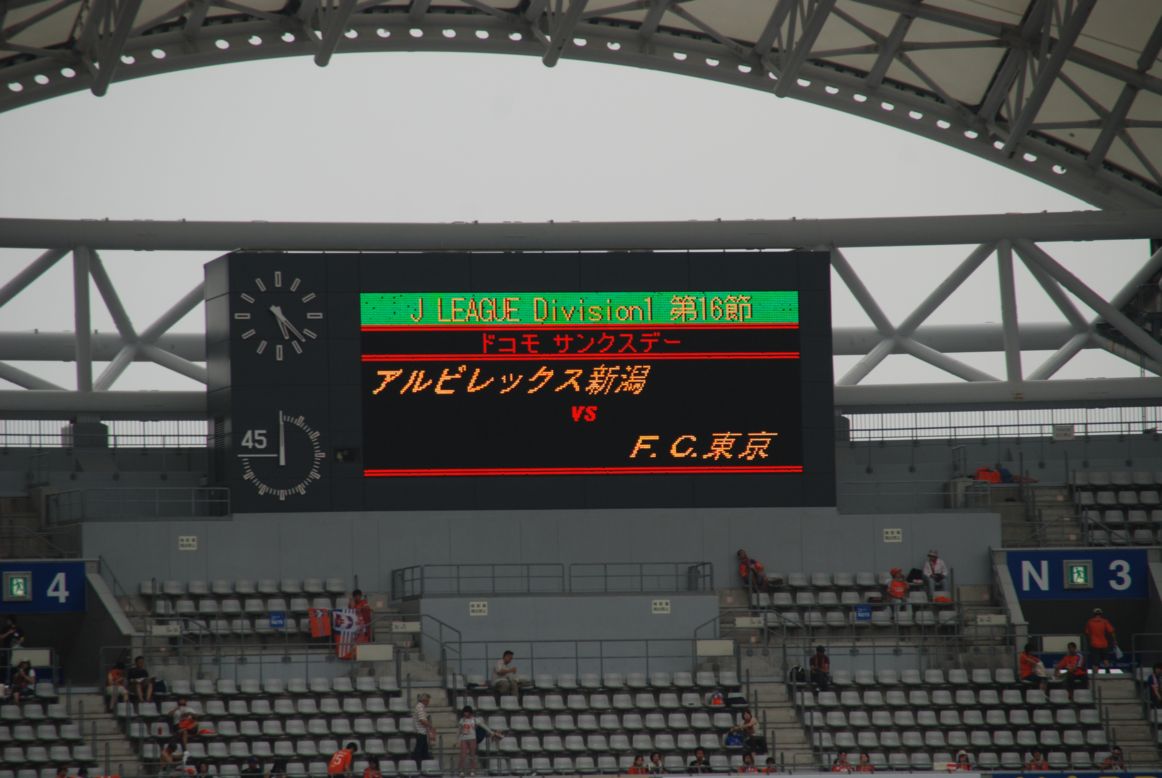 J LEAGUE Division1 第16節
ドコモ サンクスデー
アルビレックス新潟
vs
F.C.東京
45
4
N 3